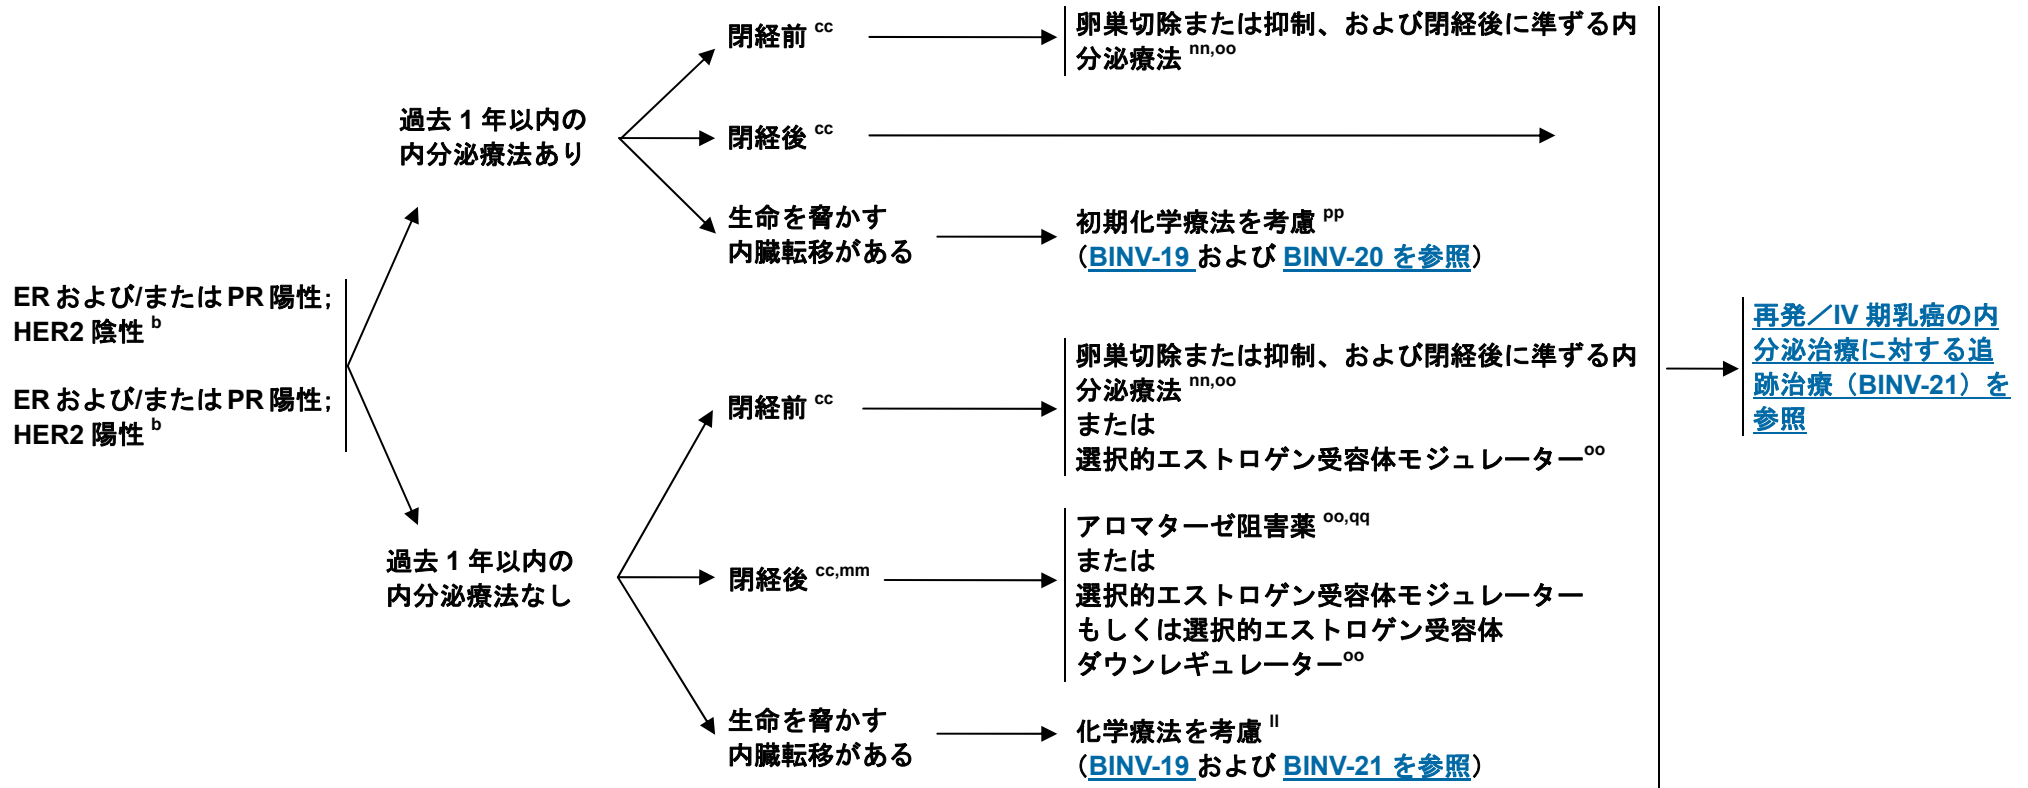 ER および/または PR 陽性;
HER2 陰性 b
ER および/または PR 陽性;
HER2 陽性 b
過去 1 年以内の
内分泌療法あり
閉経前 cc
卵巣切除または抑制、および閉経後に準ずる内
分泌療法 nn,oo
閉経後 cc
生命を脅かす
内臓転移がある
初期化学療法を考慮 pp
（BINV-19 および BINV-20 を参照）
過去 1 年以内の
内分泌療法なし
閉経前 cc
卵巣切除または抑制、および閉経後に準ずる内
分泌療法 nn,oo
または
選択的エストロゲン受容体モジュレーター oo
閉経後 cc,mm
アロマターゼ阻害薬 oo,qq
または
選択的エストロゲン受容体モジュレーター
もしくは選択的エストロゲン受容体
ダウンレギュレーター oo
生命を脅かす
内臓転移がある
化学療法を考慮 ll
（BINV-19 および BINV-21 を参照）
再発／IV 期乳癌の内
分泌治療に対する追
跡治療（BINV-21）を
参照